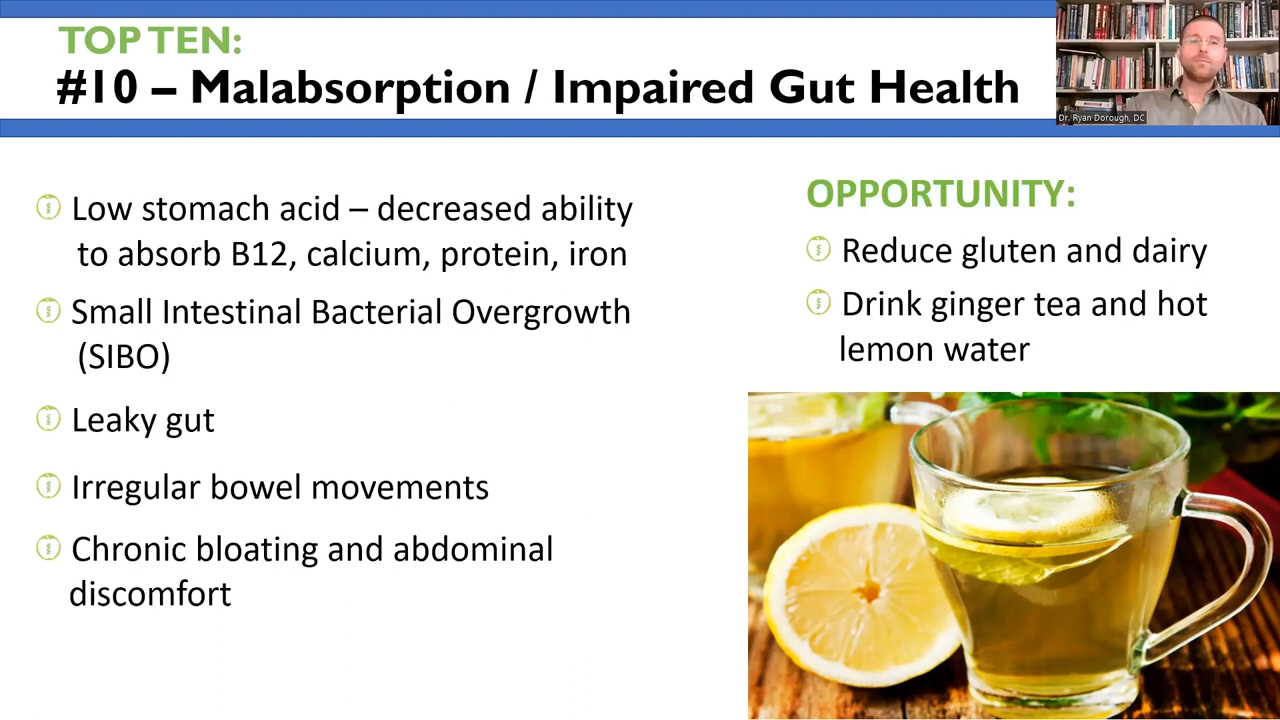 TOP TEN:
#10 – Malabsorption / Impaired Gut Health
Dr. Ryan Dorough, DC
Low stomach acid – decreased ability
to absorb B12, calcium, protein, iron
Small Intestinal Bacterial Overgrowth
(SIBO)
Leaky gut
Irregular bowel movements
Chronic bloating and abdominal
discomfort
OPPORTUNITY:
Reduce gluten and dairy
Drink ginger tea and hot
lemon water